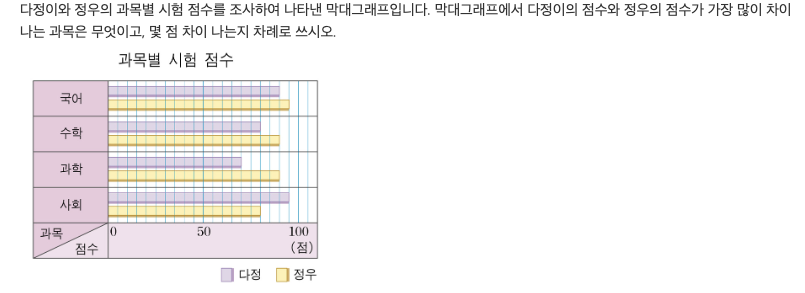 다정이와 정우의 과목별 시험 점수를 조사하여 나타낸 막대그래프입니다. 막대그래프에서 다정이의 점수와 정우의 점수가 가장 많이 차이
나는 과목은 무엇이고, 몇 점 차이 나는지 차례로 쓰시오.
과목별 시험 점수
국어
수학
과학
사회
과목
점수
0 50 100
(점)
다정 정우